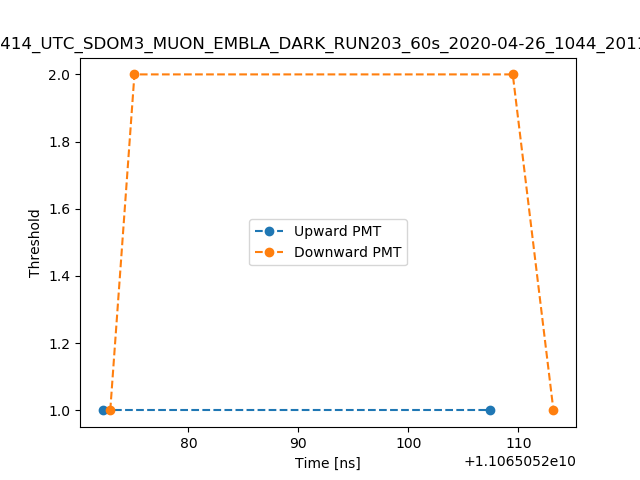 414_UTC_SDOM3_MUON_EMBLA_DARK_RUN203_60s_2020-04-26_1044_2011
2.0
1.8
1.6
1.4
1.2
1.0
Threshold
Upward PMT
Downward PMT
80 90 100 110
Time [ns]
+1.1065052e10